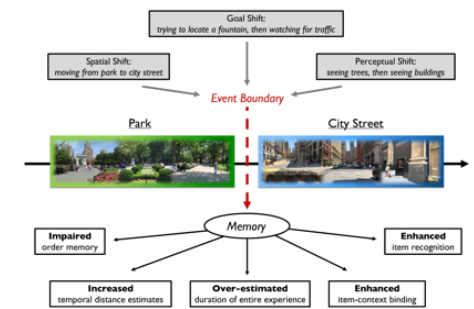 Goal Shift:
trying to locate a fountain, then watching for traffic
Spatial Shift:
moving from park to city street
Perceptual Shift:
seeing trees, then seeing buildings
Event Boundary
Park
City Street
Memory
Impaired
order memory
Enhanced
item recognition
Increased
temporal distance estimates
Over-estimated
duration of entire experience
Enhanced
item-context binding